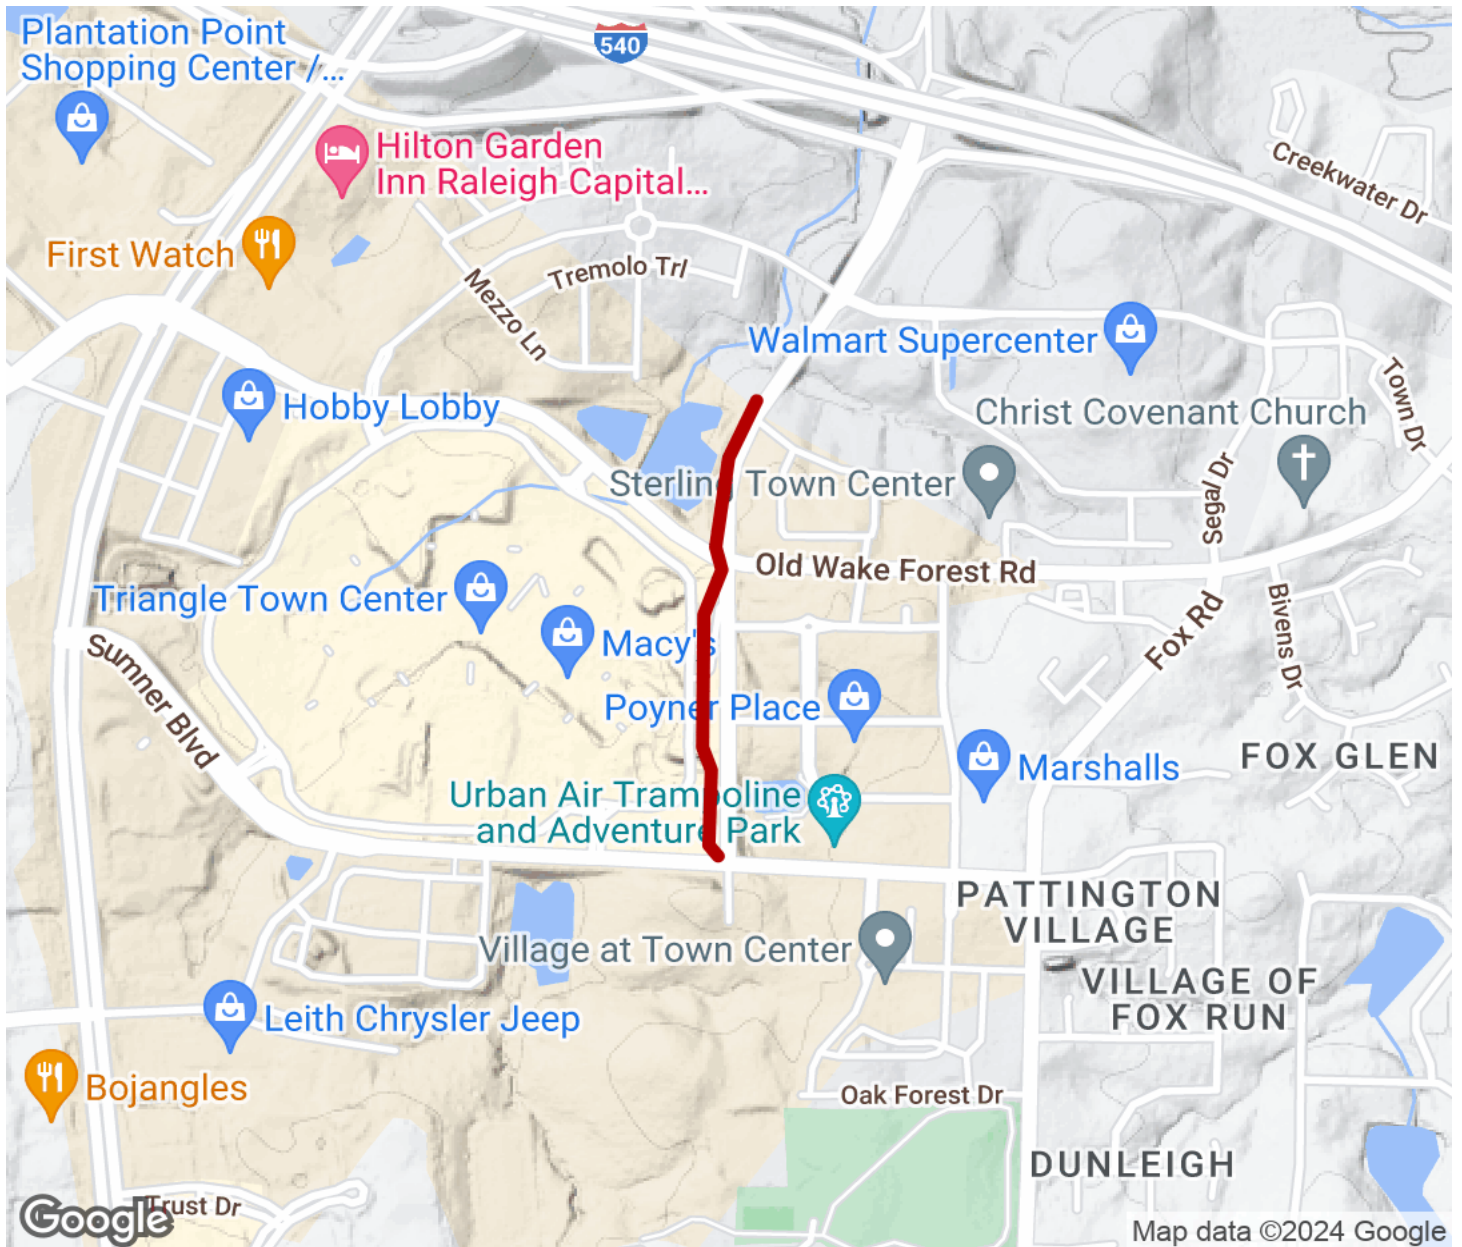 Plantation Point
Shopping Center /...
540
Hilton Garden
Inn Raleigh Capital...
Creekwater Dr
First Watch
Tremolo Trl
Mezzo Ln
Walmart Supercenter
Town Dr
Hobby Lobby
Christ Covenant Church
Sterling Town Center
Segal Dr
Old Wake Forest Rd
Triangle Town Center
Macy's
Fox Rd
Bivens Dr
Sumner Blvd
Poyner Place
FOX GLEN
Marshalls
Urban Air Trampoline
and Adventure Park
PATTINGTON
VILLAGE
Village at Town Center
VILLAGE OF
FOX RUN
Leith Chrysler Jeep
Bojangles
Oak Forest Dr
DUNLEIGH
Trust Dr
Google
Map data ©2024 Google